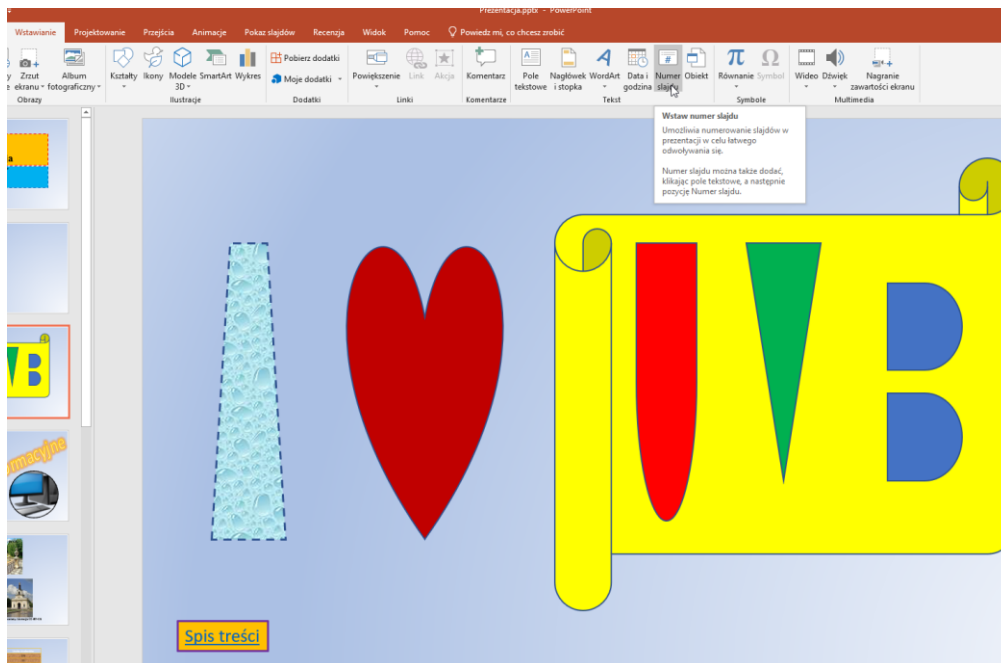 Prezentacja.pptx - PowerPoint
Wstawianie Projektowanie Przejścia Animacje Pokaz slajdów Recenzja Widok Pomoc Powiedz mi, co chcesz zrobić
Pobierz dodatki
Moje dodatki
Zrzut Album Kształty Ikony Modele SmartArt Wykres Powiększenie Link Akcja Komentarz Pole Nagłówek WordArt Data i Numer Obiekt Równanie Symbol Wideo Dźwięk Nagranie
ekranu fotograficzny 3D tekstowe i stopka godzina slajdu zawartości ekranu
Obrazy Ilustracje Dodatki Linki Komentarze Tekst Symbole Multimedia
Wstaw numer slajdu
Umożliwia numerowanie slajdów w
prezentacji w celu łatwego
odwoływania się.
Numer slajdu można także dodać,
klikając pole tekstowe, a następnie
pozycję Numer slajdu.
Spis treści